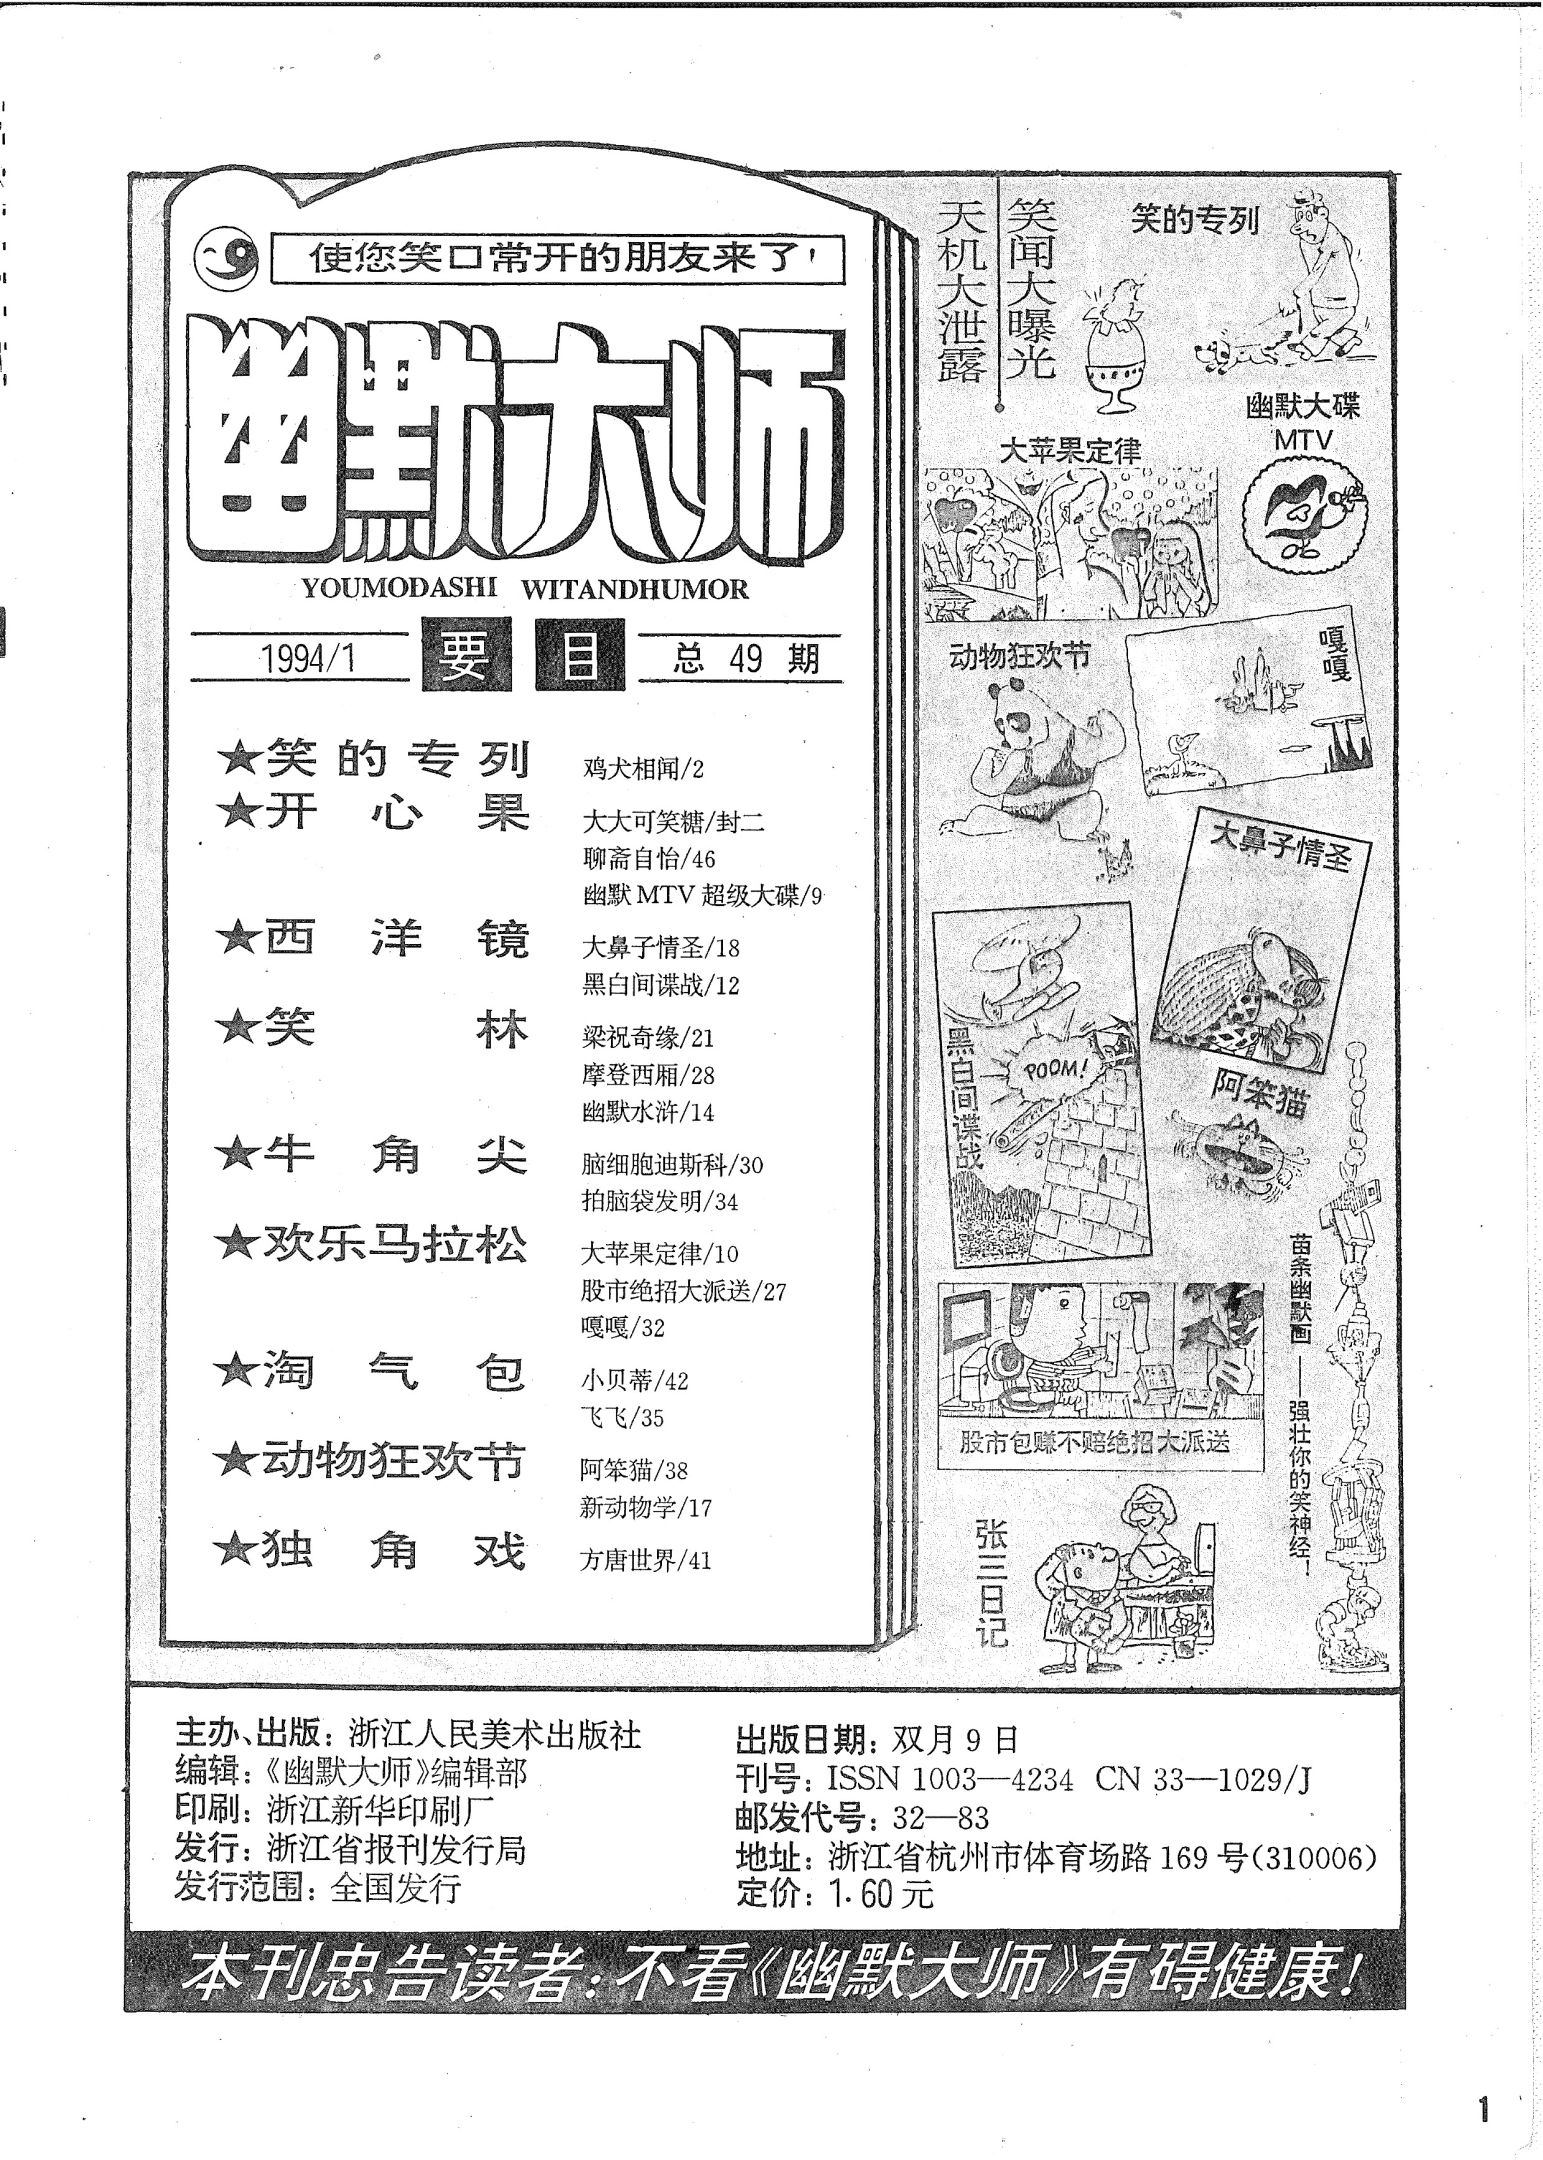 使您笑口常开的朋友来了!
幽默大师
YOUMODASHI WITANDHUMOR
1994/1 要目 总 49 期
★笑的专列 鸡犬相闻/2
★开心果 大大可笑糖/封二
聊斋自怡/46
幽默MTV超级大碟/9
★西洋镜 大鼻子情圣/18
黑白间谍战/12
★笑林 梁祝奇缘/21
摩登西厢/28
幽默水浒/14
★牛角尖 脑细胞迪斯科/30
拍脑袋发明/34
★欢乐马拉松 大苹果定律/10
股市绝招大派送/27
嘎嘎/32
★淘气包 小贝蒂/42
飞飞/35
★动物狂欢节 阿笨猫/38
新动物学/17
★独角戏 方唐世界/41
笑闻大曝光
天机大泄露
笑的专列
幽默大碟
MTV
大苹果定律
动物狂欢节
嘎嘎
大鼻子情圣
黑白间谍战
POOM!
阿笨猫
苗条幽默画——强壮你的笑神经!
股市包赚不赔绝招大派送
张三日记
主办、出版: 浙江人民美术出版社
编辑:《幽默大师》编辑部
印刷: 浙江新华印刷厂
发行: 浙江省报刊发行局
发行范围: 全国发行
出版日期: 双月9日
刊号: ISSN 1003—4234 CN 33—1029/J
邮发代号: 32—83
地址: 浙江省杭州市体育场路169号(310006)
定价: 1.60元
本刊忠告读者:不看《幽默大师》有碍健康!
1